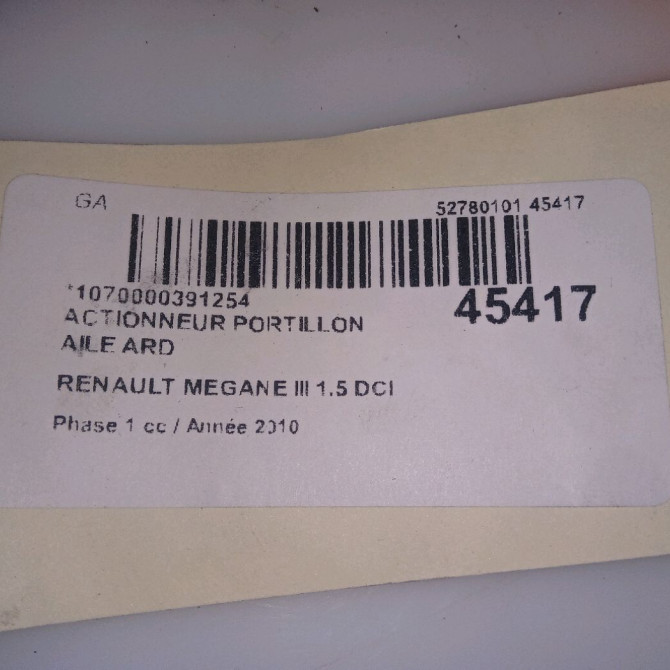 GA
52780101 45417
*1070000391254
45417
ACTIONNEUR PORTILLON
AILE ARD
RENAULT MEGANE III 1.5 DCI
Phase 1 cc / Année 2010